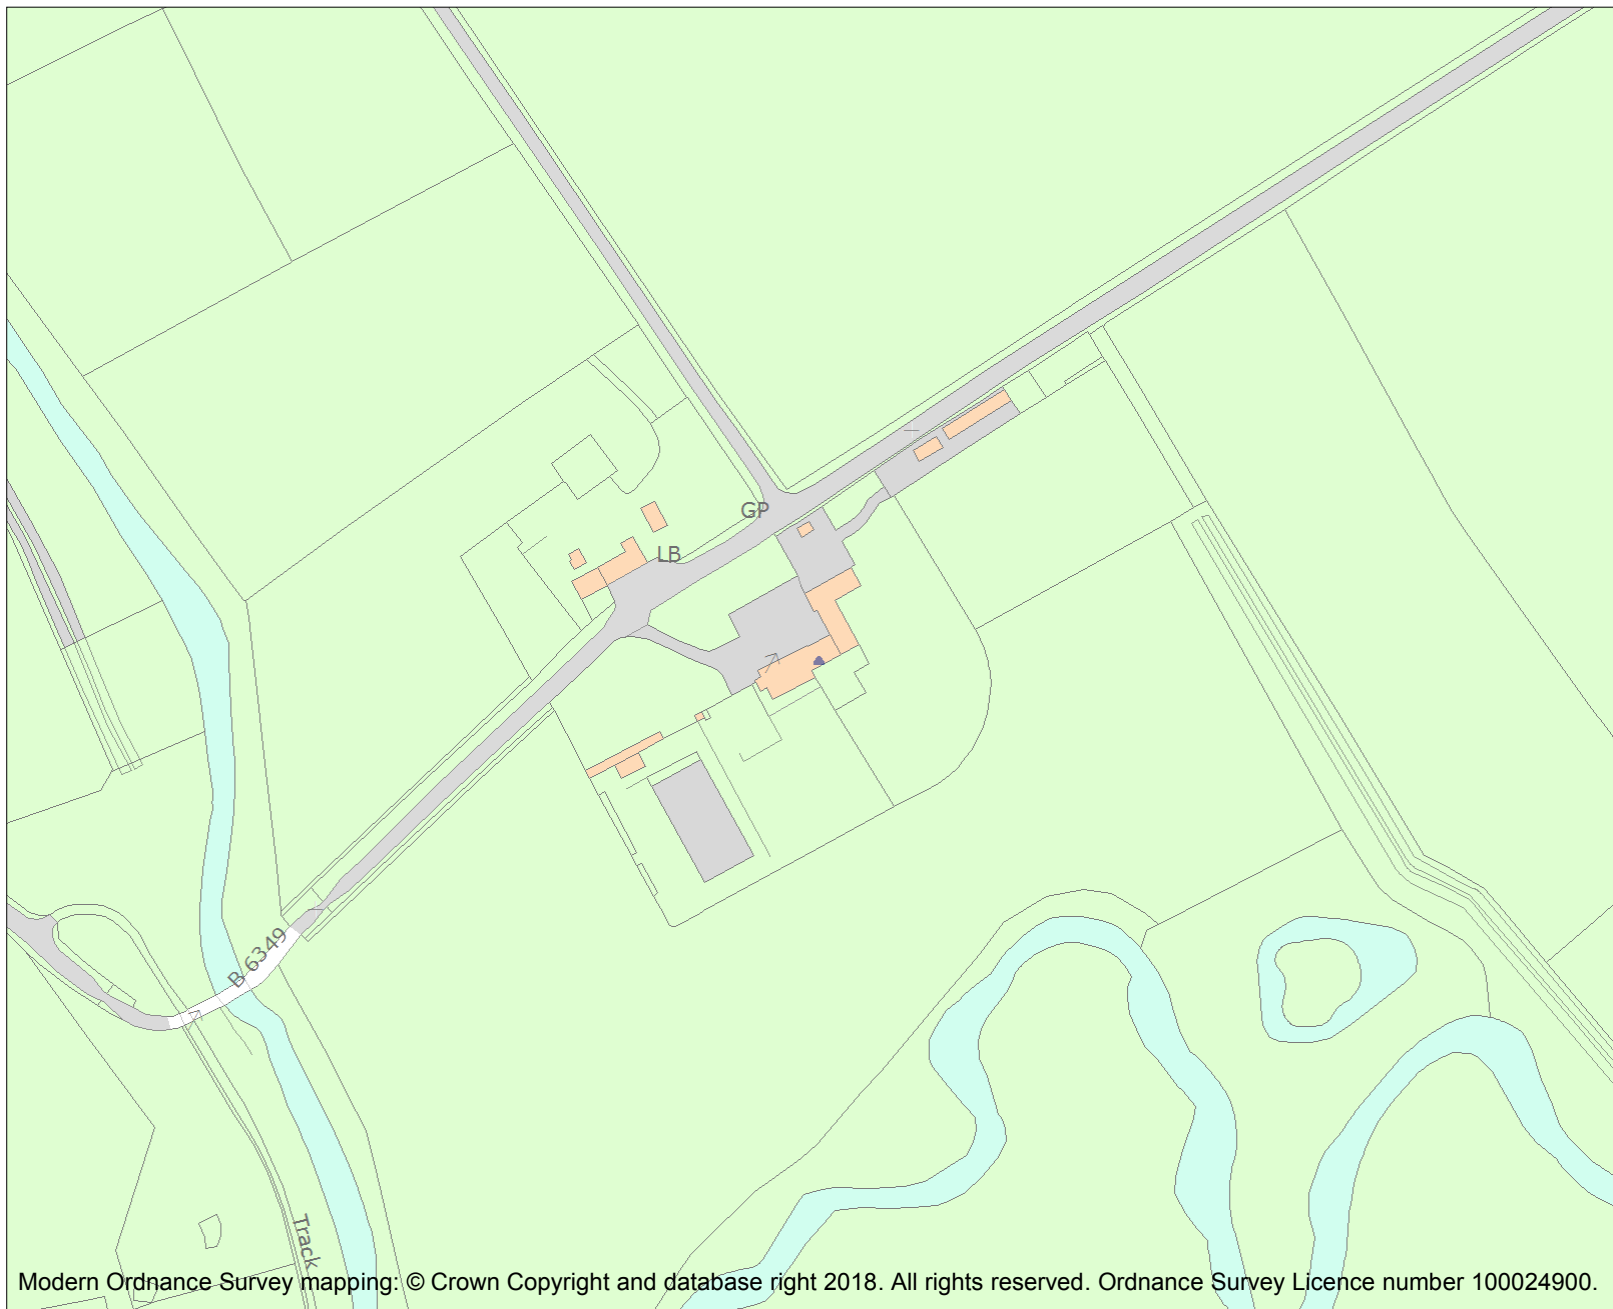 GP
LB
B 6349
Track
Modern Ordnance Survey mapping: © Crown Copyright and database right 2018. All rights reserved. Ordnance Survey Licence number 100024900.